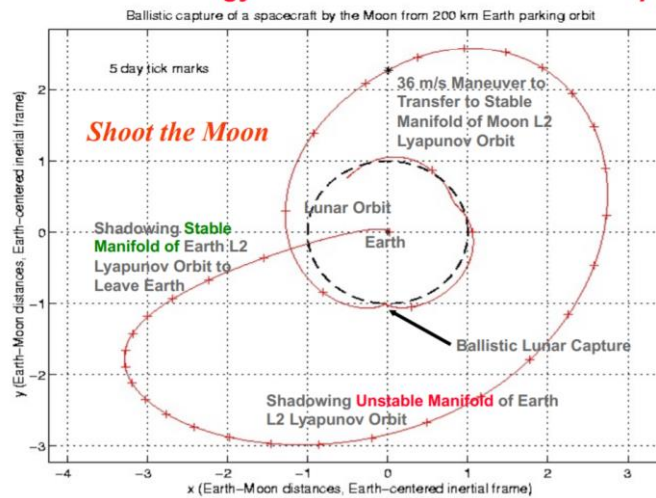 Ballistic capture of a spacecraft by the Moon from 200 km Earth parking orbit
5 day tick marks
36 m/s Maneuver to
Transfer to Stable
Manifold of Moon L2
Lyapunov Orbit
Shoot the Moon
Lunar Orbit
Earth
Shadowing Stable
Manifold of Earth L2
Lyapunov Orbit to
Leave Earth
Ballistic Lunar Capture
Shadowing Unstable Manifold of Earth
L2 Lyapunov Orbit
y (Earth-Moon distances, Earth-centered inertial frame)
2
1
0
-1
-2
-3
-4
-3
-2
-1
0
1
2
3
x (Earth-Moon distances, Earth-centered inertial frame)